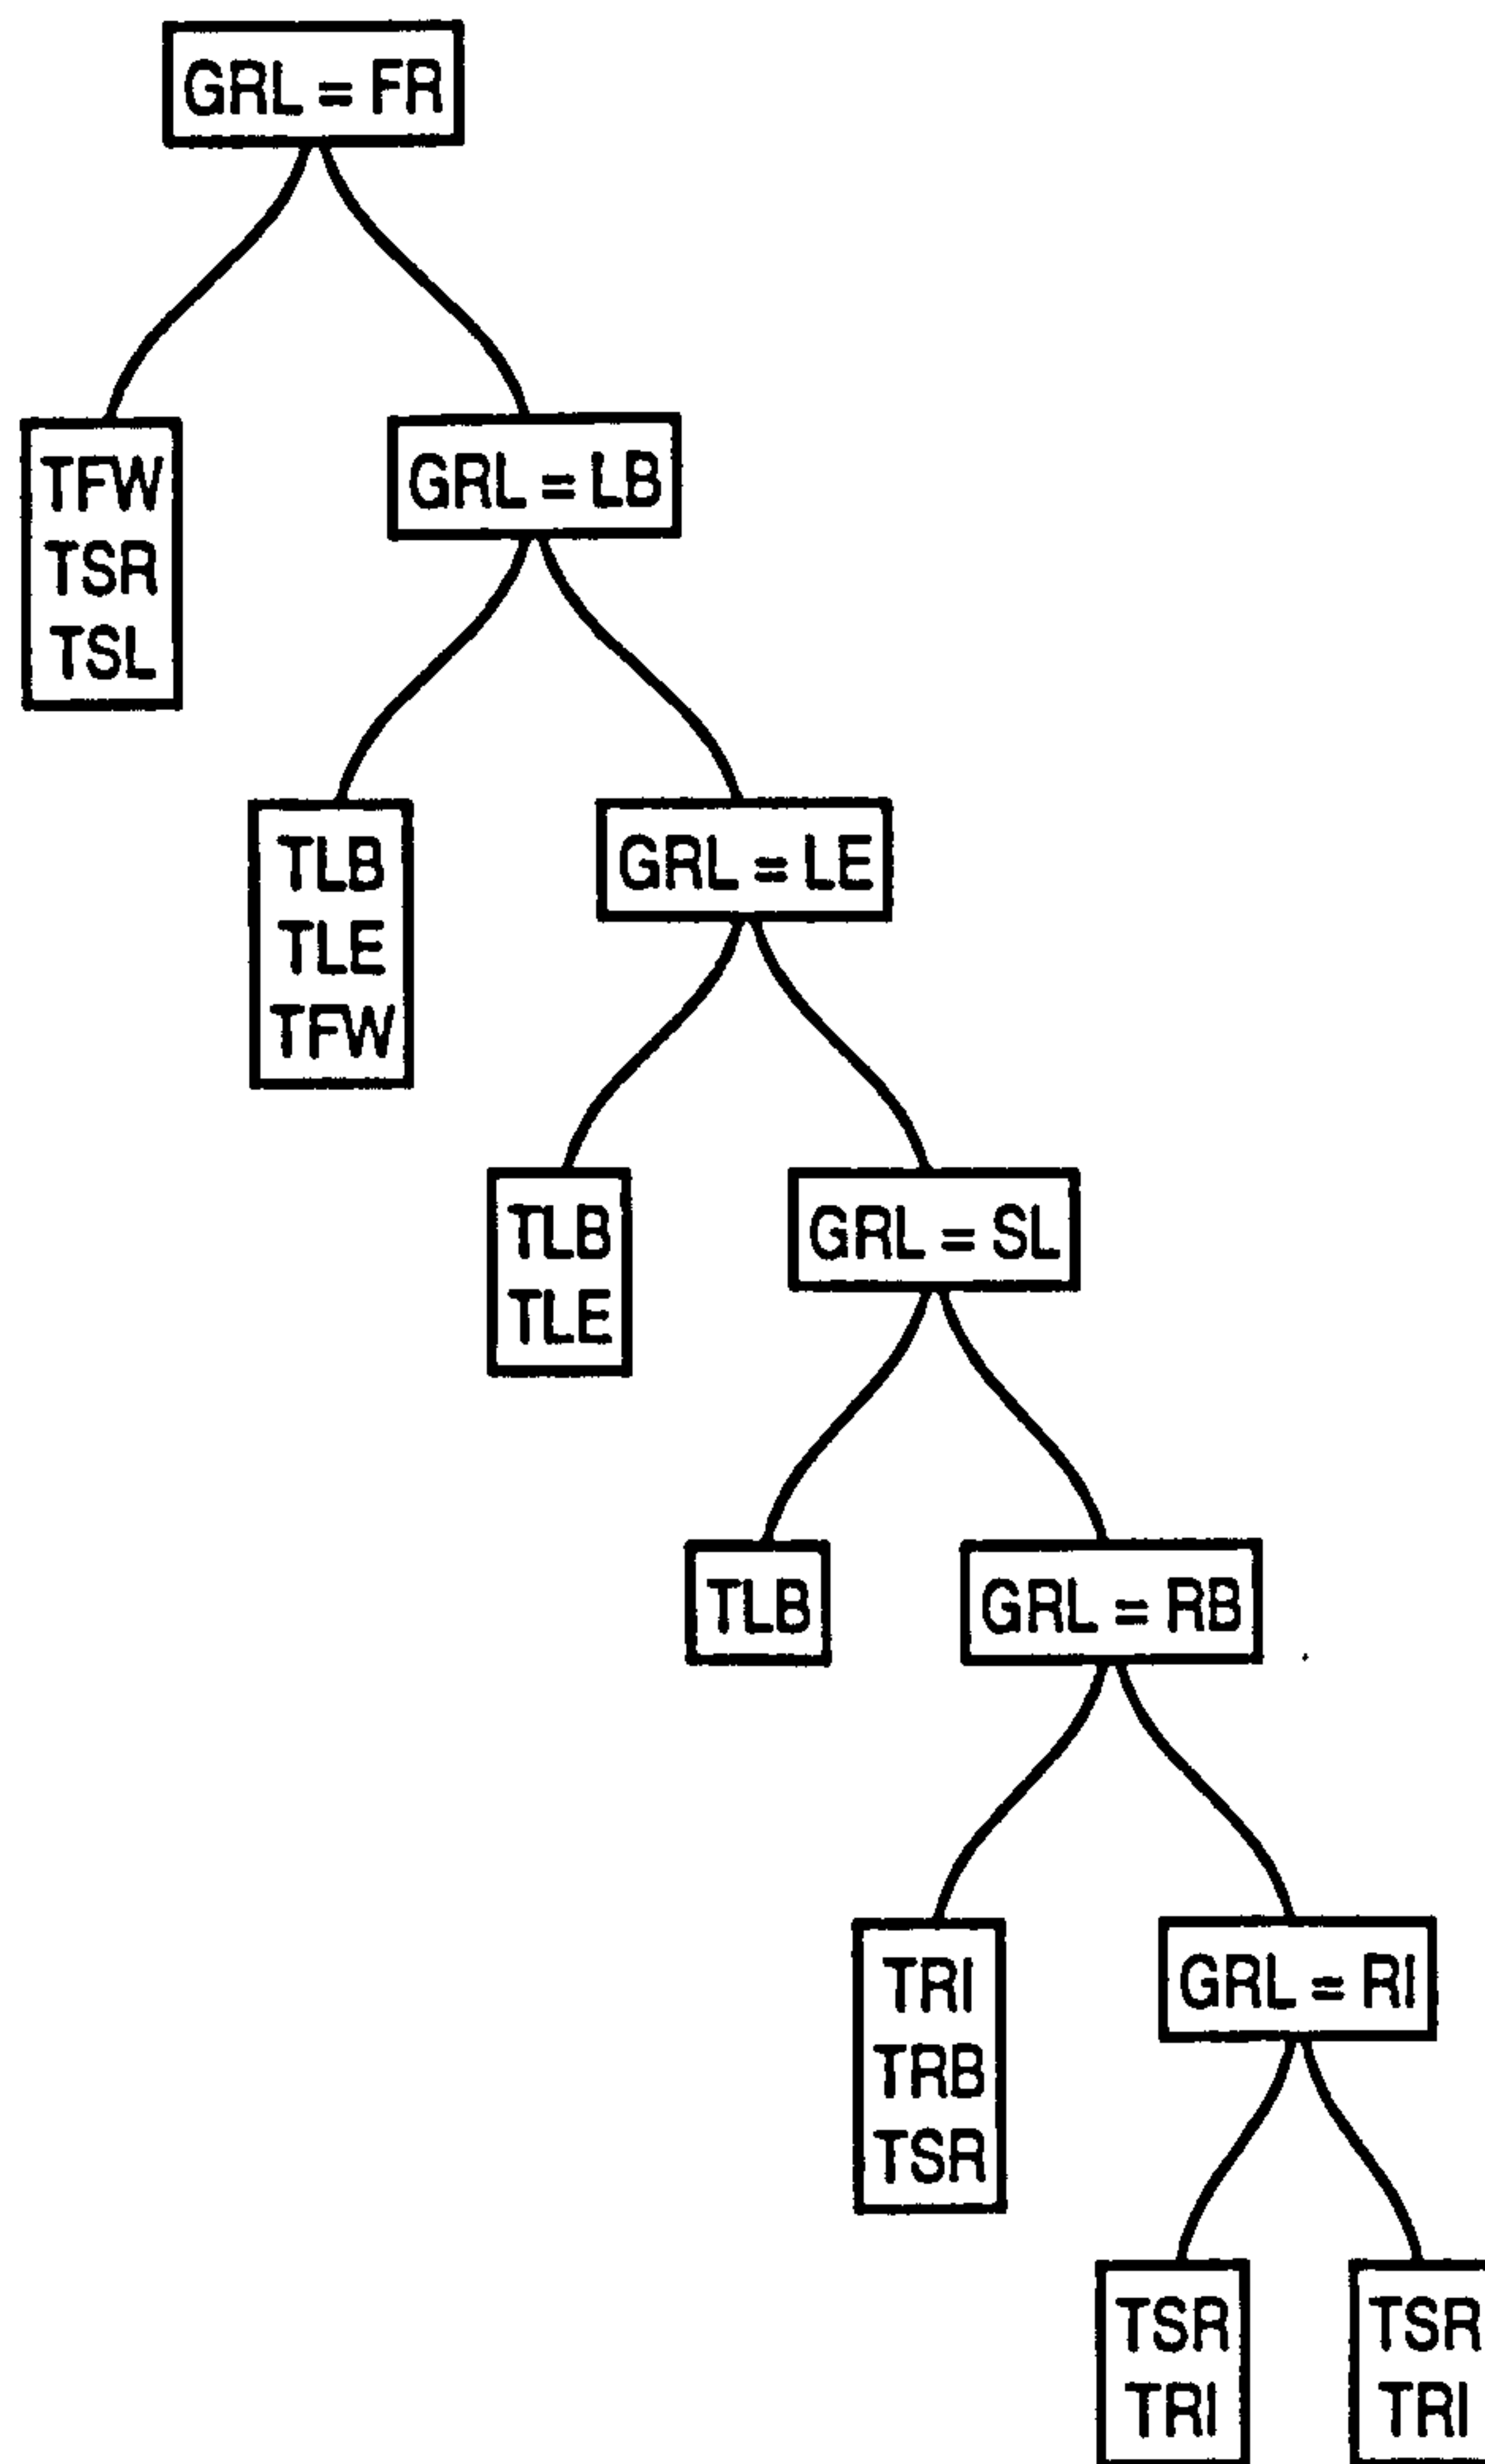 GRL = FR
TFW
TSR
TSL
GRL = LB
TLB
TLE
TFW
GRL = LE
TLB
TLE
GRL = SL
TLB
GRL = RB
TRI
TRB
TSR
GRL = RI
TSR
TRI
TSR
TRI